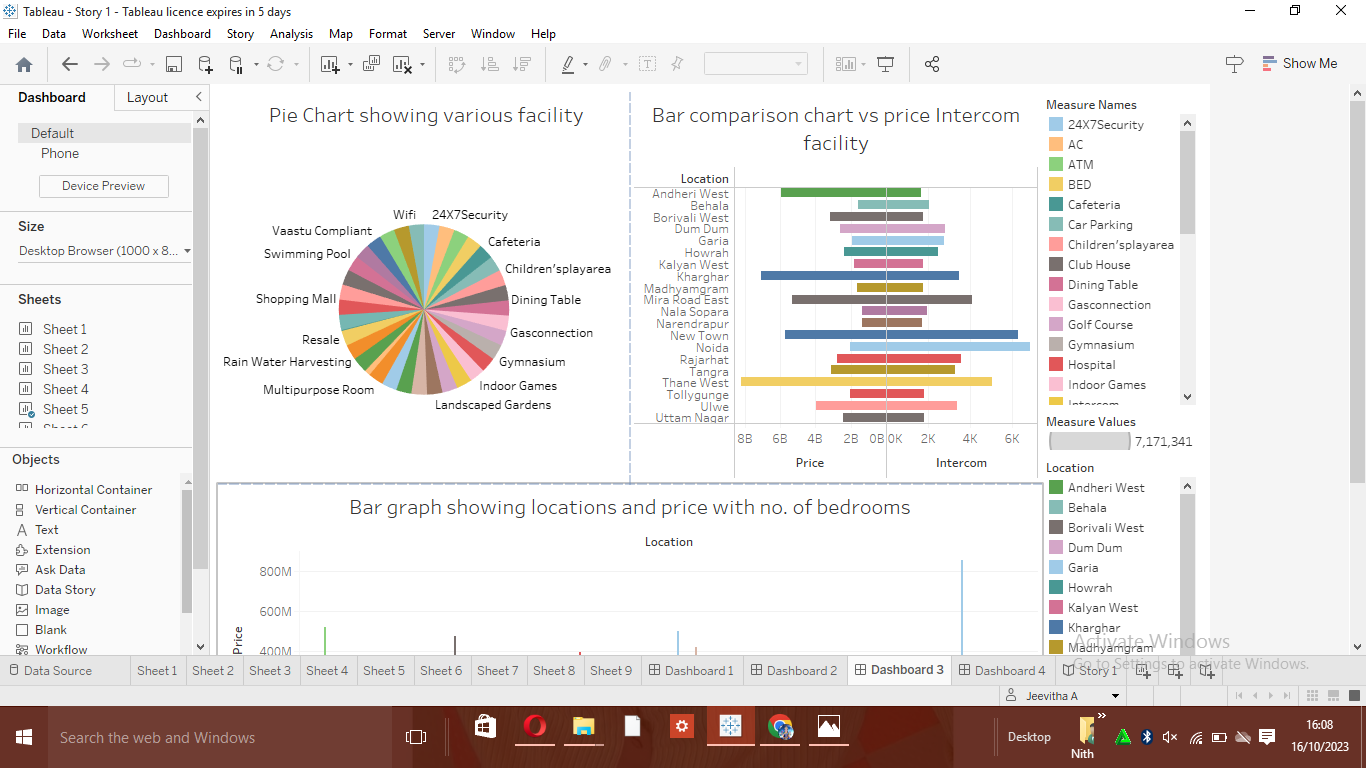 Tableau - Story 1 - Tableau licence expires in 5 days
File Data Worksheet Dashboard Story Analysis Map Format Server Window Help
Show Me
Dashboard Layout
Default
Phone
Device Preview
Size
Desktop Browser (1000 x 8...
Sheets
Sheet 1
Sheet 2
Sheet 3
Sheet 4
Sheet 5
Objects
Horizontal Container
Vertical Container
Text
Extension
Ask Data
Data Story
Image
Blank
Workflow
Pie Chart showing various facility
Wifi 24X7Security
Vaastu Compliant
Cafeteria
Swimming Pool
Children'splayarea
Shopping Mall
Dining Table
Gasconnection
Resale
Rain Water Harvesting
Gymnasium
Multipurpose Room
Indoor Games
Landscaped Gardens
Bar comparison chart vs price Intercom
facility
Location
Andheri West
Behala
Borivali West
Dum Dum
Garia
Howrah
Kalyan West
Kharghar
Madhyamgram
Mira Road East
Nala Sopara
Narendrapur
New Town
Noida
Rajarhat
Tangra
Thane West
Tollygunge
Ulwe
Uttam Nagar
8B 6B 4B 2B 0B 0K 2K 4K 6K
Price Intercom
Measure Names
24X7Security
AC
ATM
BED
Cafeteria
Car Parking
Children'splayarea
Club House
Dining Table
Gasconnection
Golf Course
Gymnasium
Hospital
Indoor Games
Intercom
Measure Values
7,171,341
Location
Andheri West
Behala
Borivali West
Dum Dum
Garia
Howrah
Kalyan West
Kharghar
Madhyamgram
Bar graph showing locations and price with no. of bedrooms
Location
800M
600M
400M
Price
Activate Windows
Go to Settings to activate Windows.
Data Source Sheet 1 Sheet 2 Sheet 3 Sheet 4 Sheet 5 Sheet 6 Sheet 7 Sheet 8 Sheet 9 Dashboard 1 Dashboard 2 Dashboard 3 Dashboard 4 Story 1
Jeevitha A
Search the web and Windows
Desktop
Nith
16:08
16/10/2023